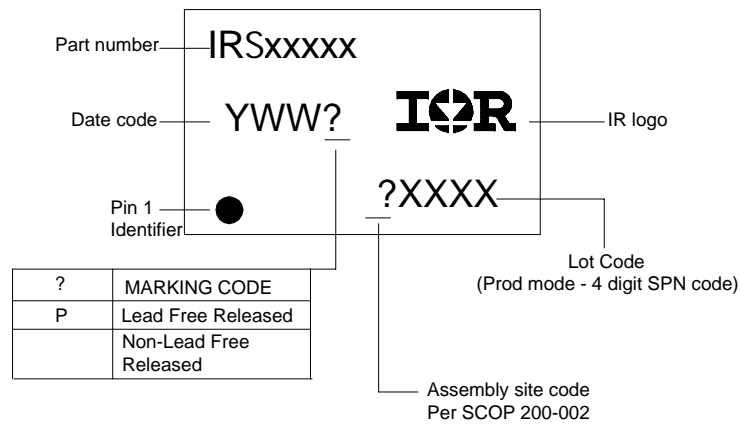 Part number
IRSxxxxx
Date code
YWW?
IOR
IR logo
?XXXX
Pin 1
Identifier
Lot Code
(Prod mode - 4 digit SPN code)
? MARKING CODE
P Lead Free Released
Non-Lead Free
Released
Assembly site code
Per SCOP 200-002